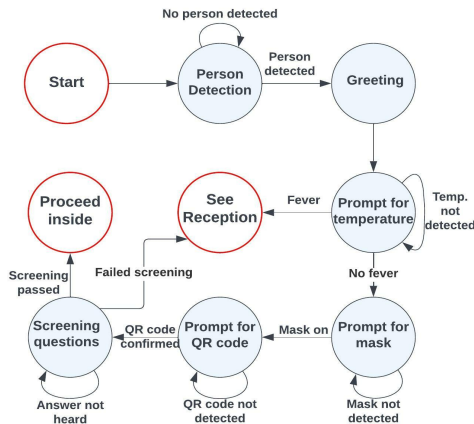 No person detected
Start
Person
Detection
Person
detected
Greeting
Proceed
inside
See
Reception
Fever
Prompt for
temperature
Temp.
not
detected
Screening
passed
Failed screening
No fever
Screening
questions
QR code
confirmed
Prompt for
QR code
Mask on
Prompt for
mask
Answer not
heard
QR code not
detected
Mask not
detected